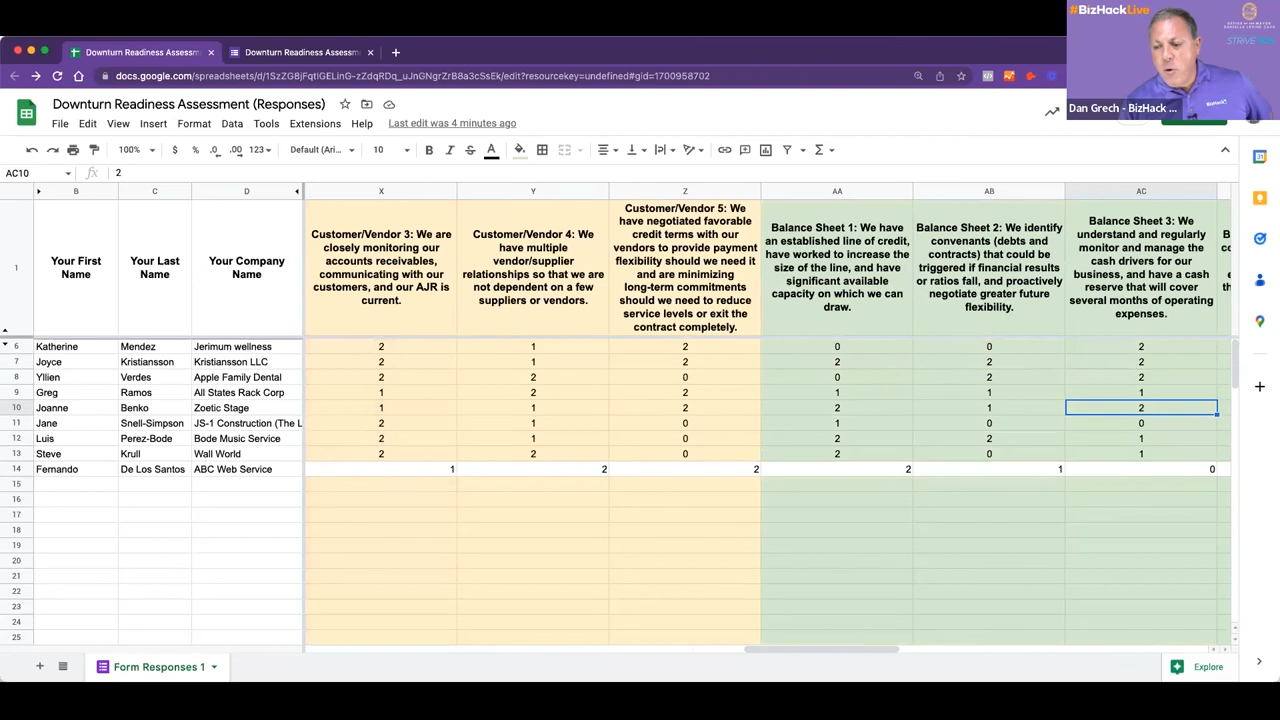 #BizHackLive
OFFICE OF THE MAYOR
DANIELLA LEVINE CAVA
STRIVE305
Dan Grech - BizHack ...
BizHack
Downturn Readiness Assessm
Downturn Readiness Assessm
docs.google.com/spreadsheets/d/1SzZG8jFqtIGELinG-zZdqRDq_uJnGNgrZrB8a3cSsEk/edit?resourcekey=undefined#gid=1700958702
Downturn Readiness Assessment (Responses)
File Edit View Insert Format Data Tools Extensions Help Last edit was 4 minutes ago
100% $ % .0 .00 123 Default (Ari... 10 B I S A
AC10 fx 2
B C D X Y Z AA AB AC
1
Your First Name
Your Last Name
Your Company Name
Customer/Vendor 3: We are
closely monitoring our
accounts receivables,
communicating with our
customers, and our AJR is
current.
Customer/Vendor 4: We
have multiple
vendor/supplier
relationships so that we are
not dependent on a few
suppliers or vendors.
Customer/Vendor 5: We
have negotiated favorable
credit terms with our
vendors to provide payment
flexibility should we need it
and are minimizing
long-term commitments
should we need to reduce
service levels or exit the
contract completely.
Balance Sheet 1: We have
an established line of credit,
have worked to increase the
size of the line, and have
significant available
capacity on which we can
draw.
Balance Sheet 2: We identify
convenants (debts and
contracts) that could be
triggered if financial results
or ratios fall, and proactively
negotiate greater future
flexibility.
Balance Sheet 3: We
understand and regularly
monitor and manage the
cash drivers for our
business, and have a cash
reserve that will cover
several months of operating
expenses.
6 Katherine Mendez Jerimum wellness 2 1 2 0 0 2
7 Joyce Kristiansson Kristiansson LLC 2 1 2 2 2 2
8 Yllien Verdes Apple Family Dental 2 2 0 0 2 2
9 Greg Ramos All States Rack Corp 1 2 2 1 1 1
10 Joanne Benko Zoetic Stage 1 1 2 2 1 2
11 Jane Snell-Simpson JS-1 Construction (The L 2 1 0 1 0 0
12 Luis Perez-Bode Bode Music Service 2 1 0 2 2 1
13 Steve Krull Wall World 2 2 0 2 0 1
14 Fernando De Los Santos ABC Web Service 1 2 2 2 1 0
15
16
17
18
19
20
21
22
23
24
25
Form Responses 1
Explore